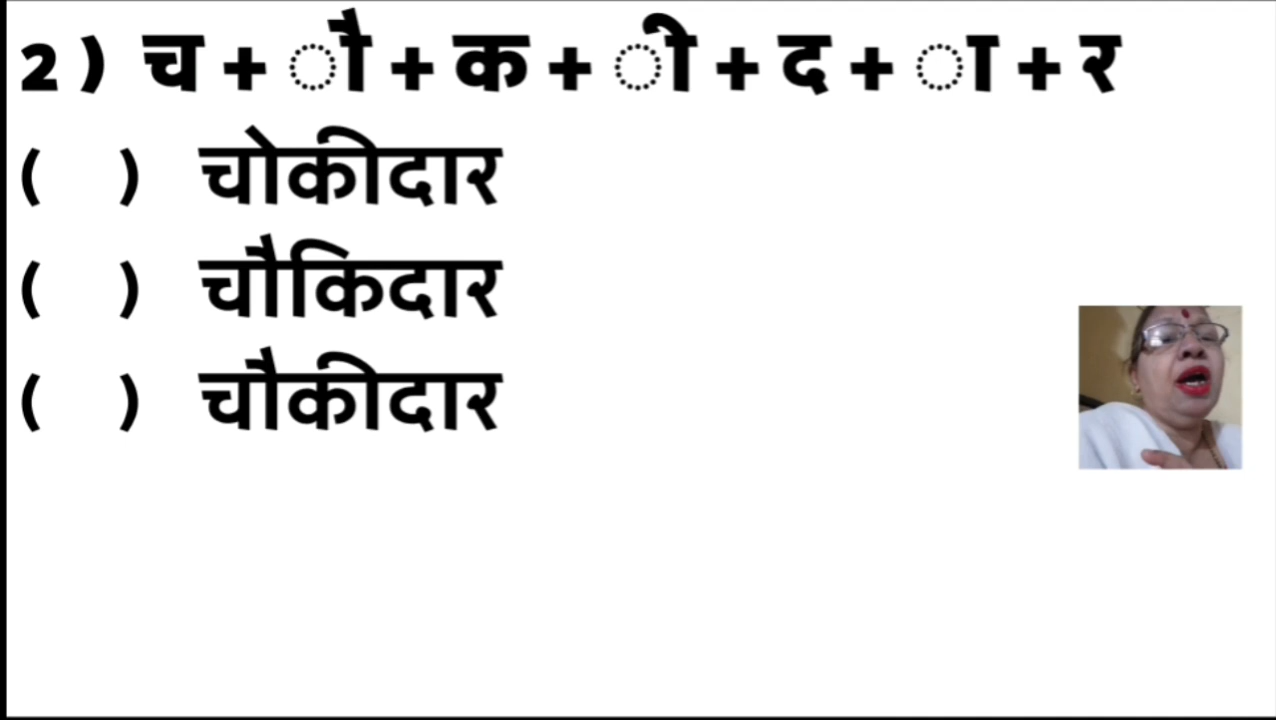 2 ) च + ौ + क + ी + द + ा + र
( ) चोकीदार
( ) चौकिदार
( ) चौकीदार